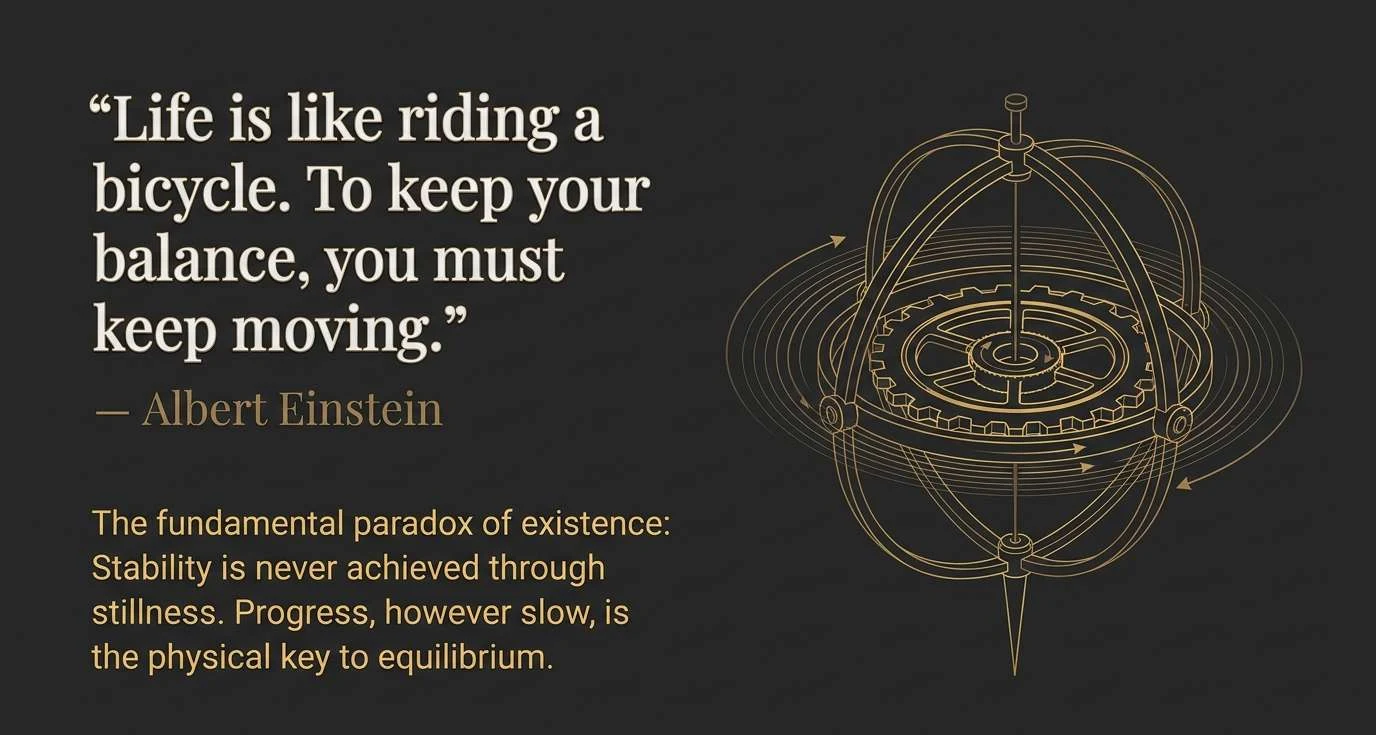 “Life is like riding a
bicycle. To keep your
balance, you must
keep moving.”
— Albert Einstein
The fundamental paradox of existence:
Stability is never achieved through
stillness. Progress, however slow, is
the physical key to equilibrium.